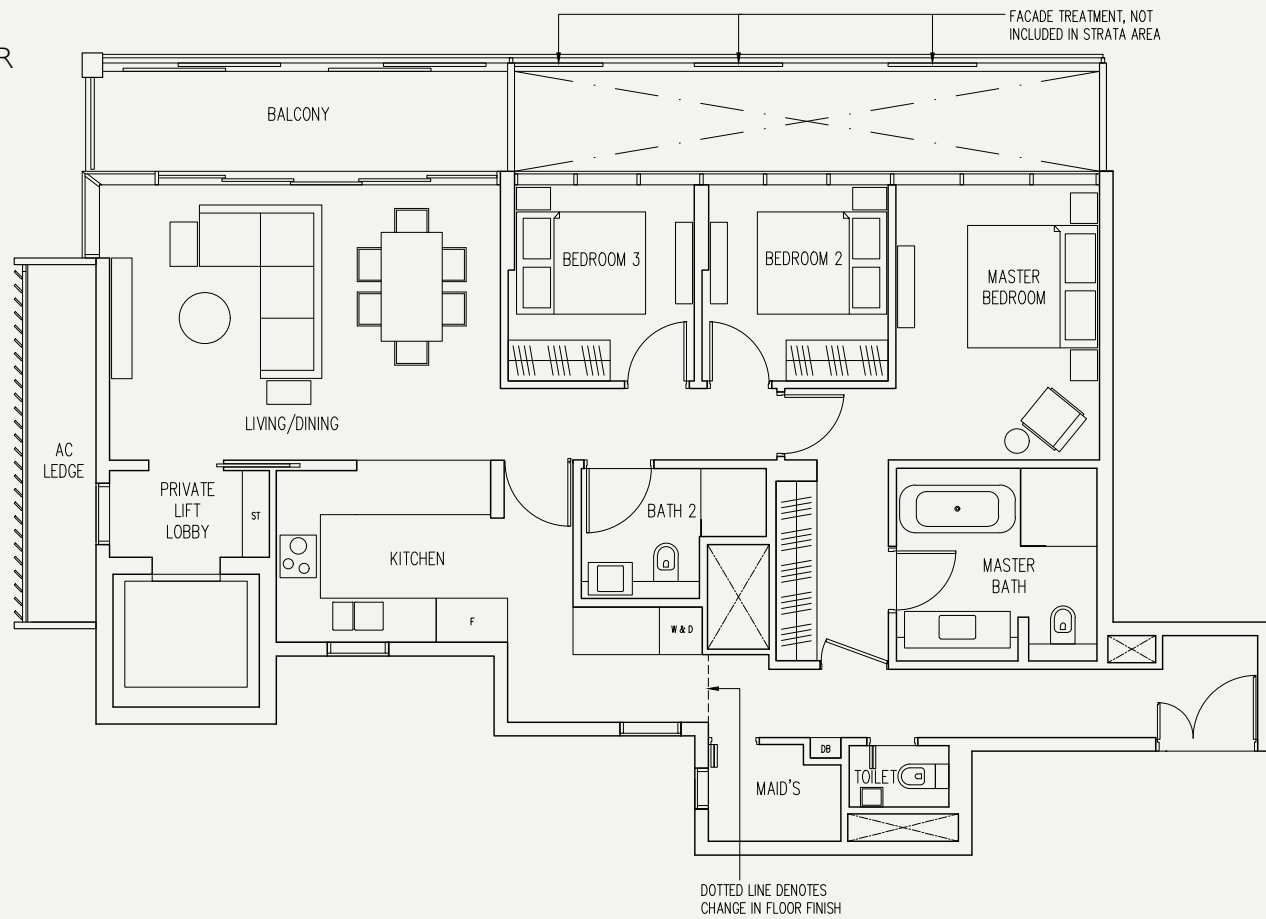 FACADE TREATMENT, NOT
INCLUDED IN STRATA AREA
R
BALCONY
BEDROOM 3
BEDROOM 2
MASTER
BEDROOM
LIVING/DINING
AC
LEDGE
PRIVATE
LIFT
LOBBY
ST
BATH 2
KITCHEN
MASTER
BATH
F
W & D
DB
TOILET
MAID'S
DOTTED LINE DENOTES
CHANGE IN FLOOR FINISH